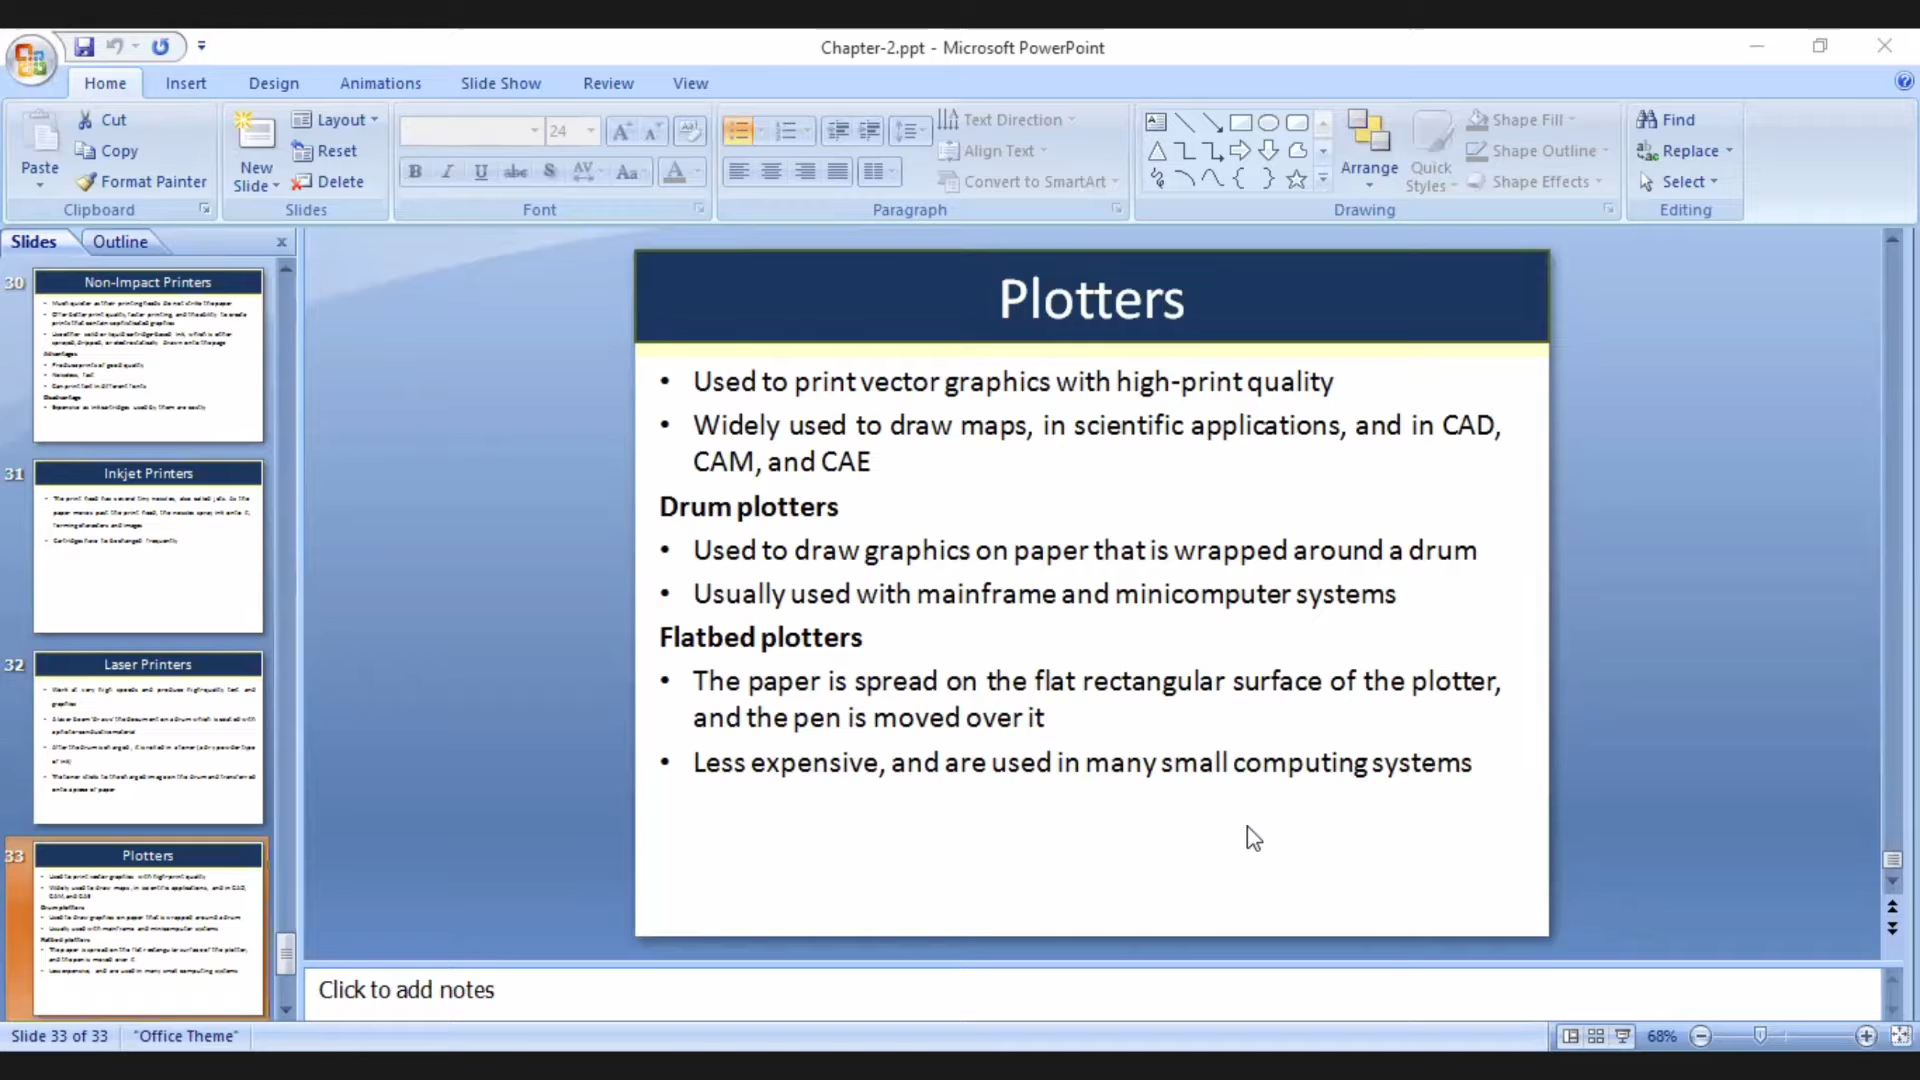 Chapter-2.ppt - Microsoft PowerPoint
Home
Insert
Design
Animations
Slide Show
Review
View
Paste
Cut
Copy
Format Painter
Clipboard
New
Slide
Layout
Reset
Delete
Slides
24
Font
Text Direction
Align Text
Convert to SmartArt
Paragraph
Arrange
Quick
Styles
Shape Fill
Shape Outline
Shape Effects
Drawing
Find
Replace
Select
Editing
Slides
Outline
x
30
Non-Impact Printers
31
Inkjet Printers
32
Laser Printers
33
Plotters
Plotters
• Used to print vector graphics with high-print quality
• Widely used to draw maps, in scientific applications, and in CAD,
CAM, and CAE
Drum plotters
• Used to draw graphics on paper that is wrapped around a drum
• Usually used with mainframe and minicomputer systems
Flatbed plotters
• The paper is spread on the flat rectangular surface of the plotter,
and the pen is moved over it
• Less expensive, and are used in many small computing systems
Click to add notes
Slide 33 of 33
"Office Theme"
68%